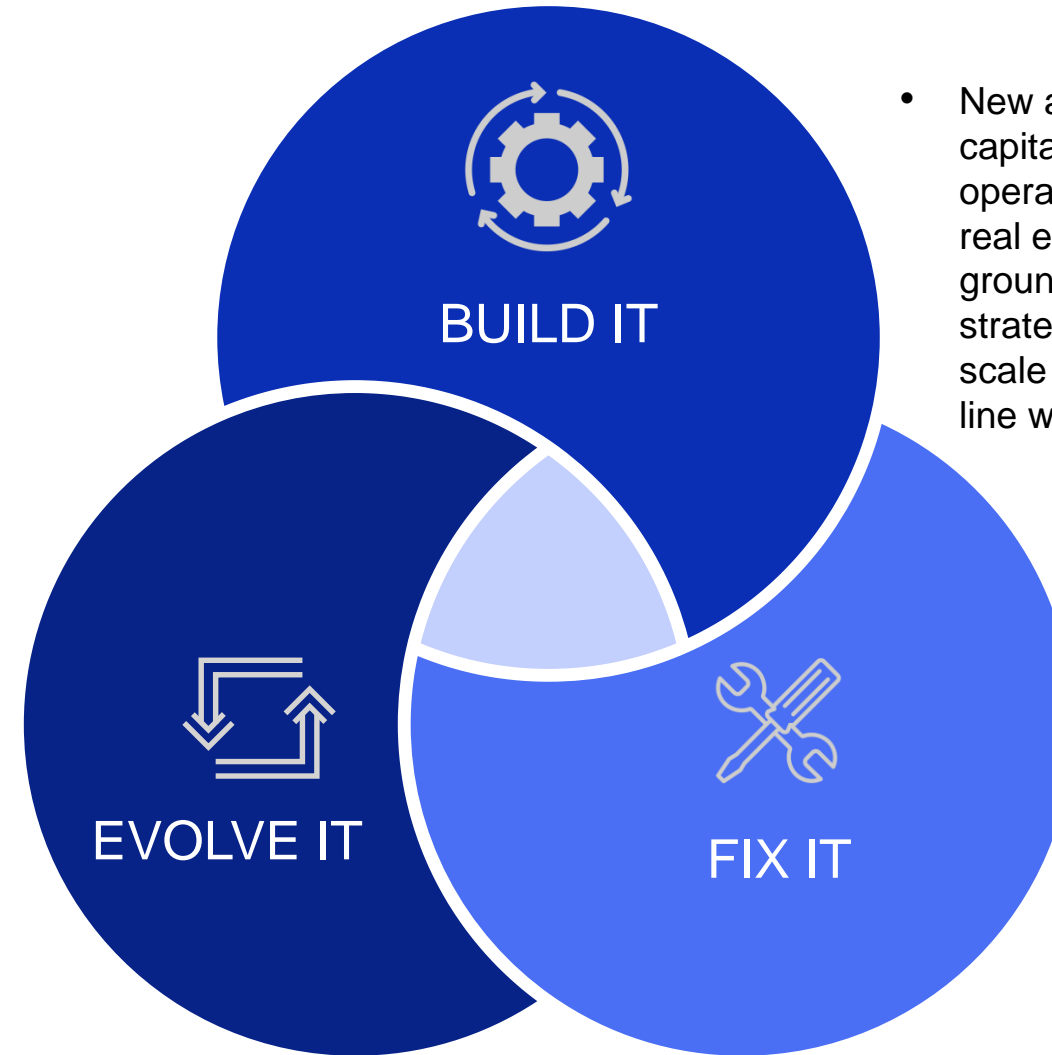 BUILD IT
• New
capita
opera
real e
groun
strate
scale
line w
EVOLVE IT
FIX IT